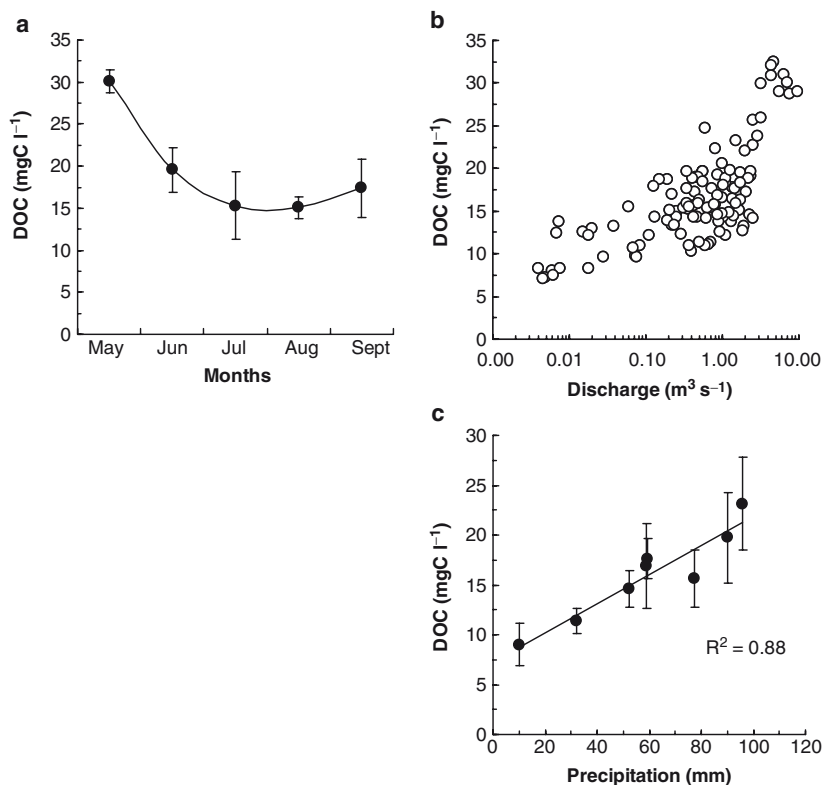 a
35
30
25
20
15
10
5
0
DOC (mgC l⁻¹)
May Jun Jul Aug Sept
Months
b
35
30
25
20
15
10
5
0
DOC (mgC l⁻¹)
0.00 0.01 0.10 1.00 10.00
Discharge (m³ s⁻¹)
c
30
25
20
15
10
5
0
DOC (mgC l⁻¹)
R² = 0.88
0 20 40 60 80 100 120
Precipitation (mm)